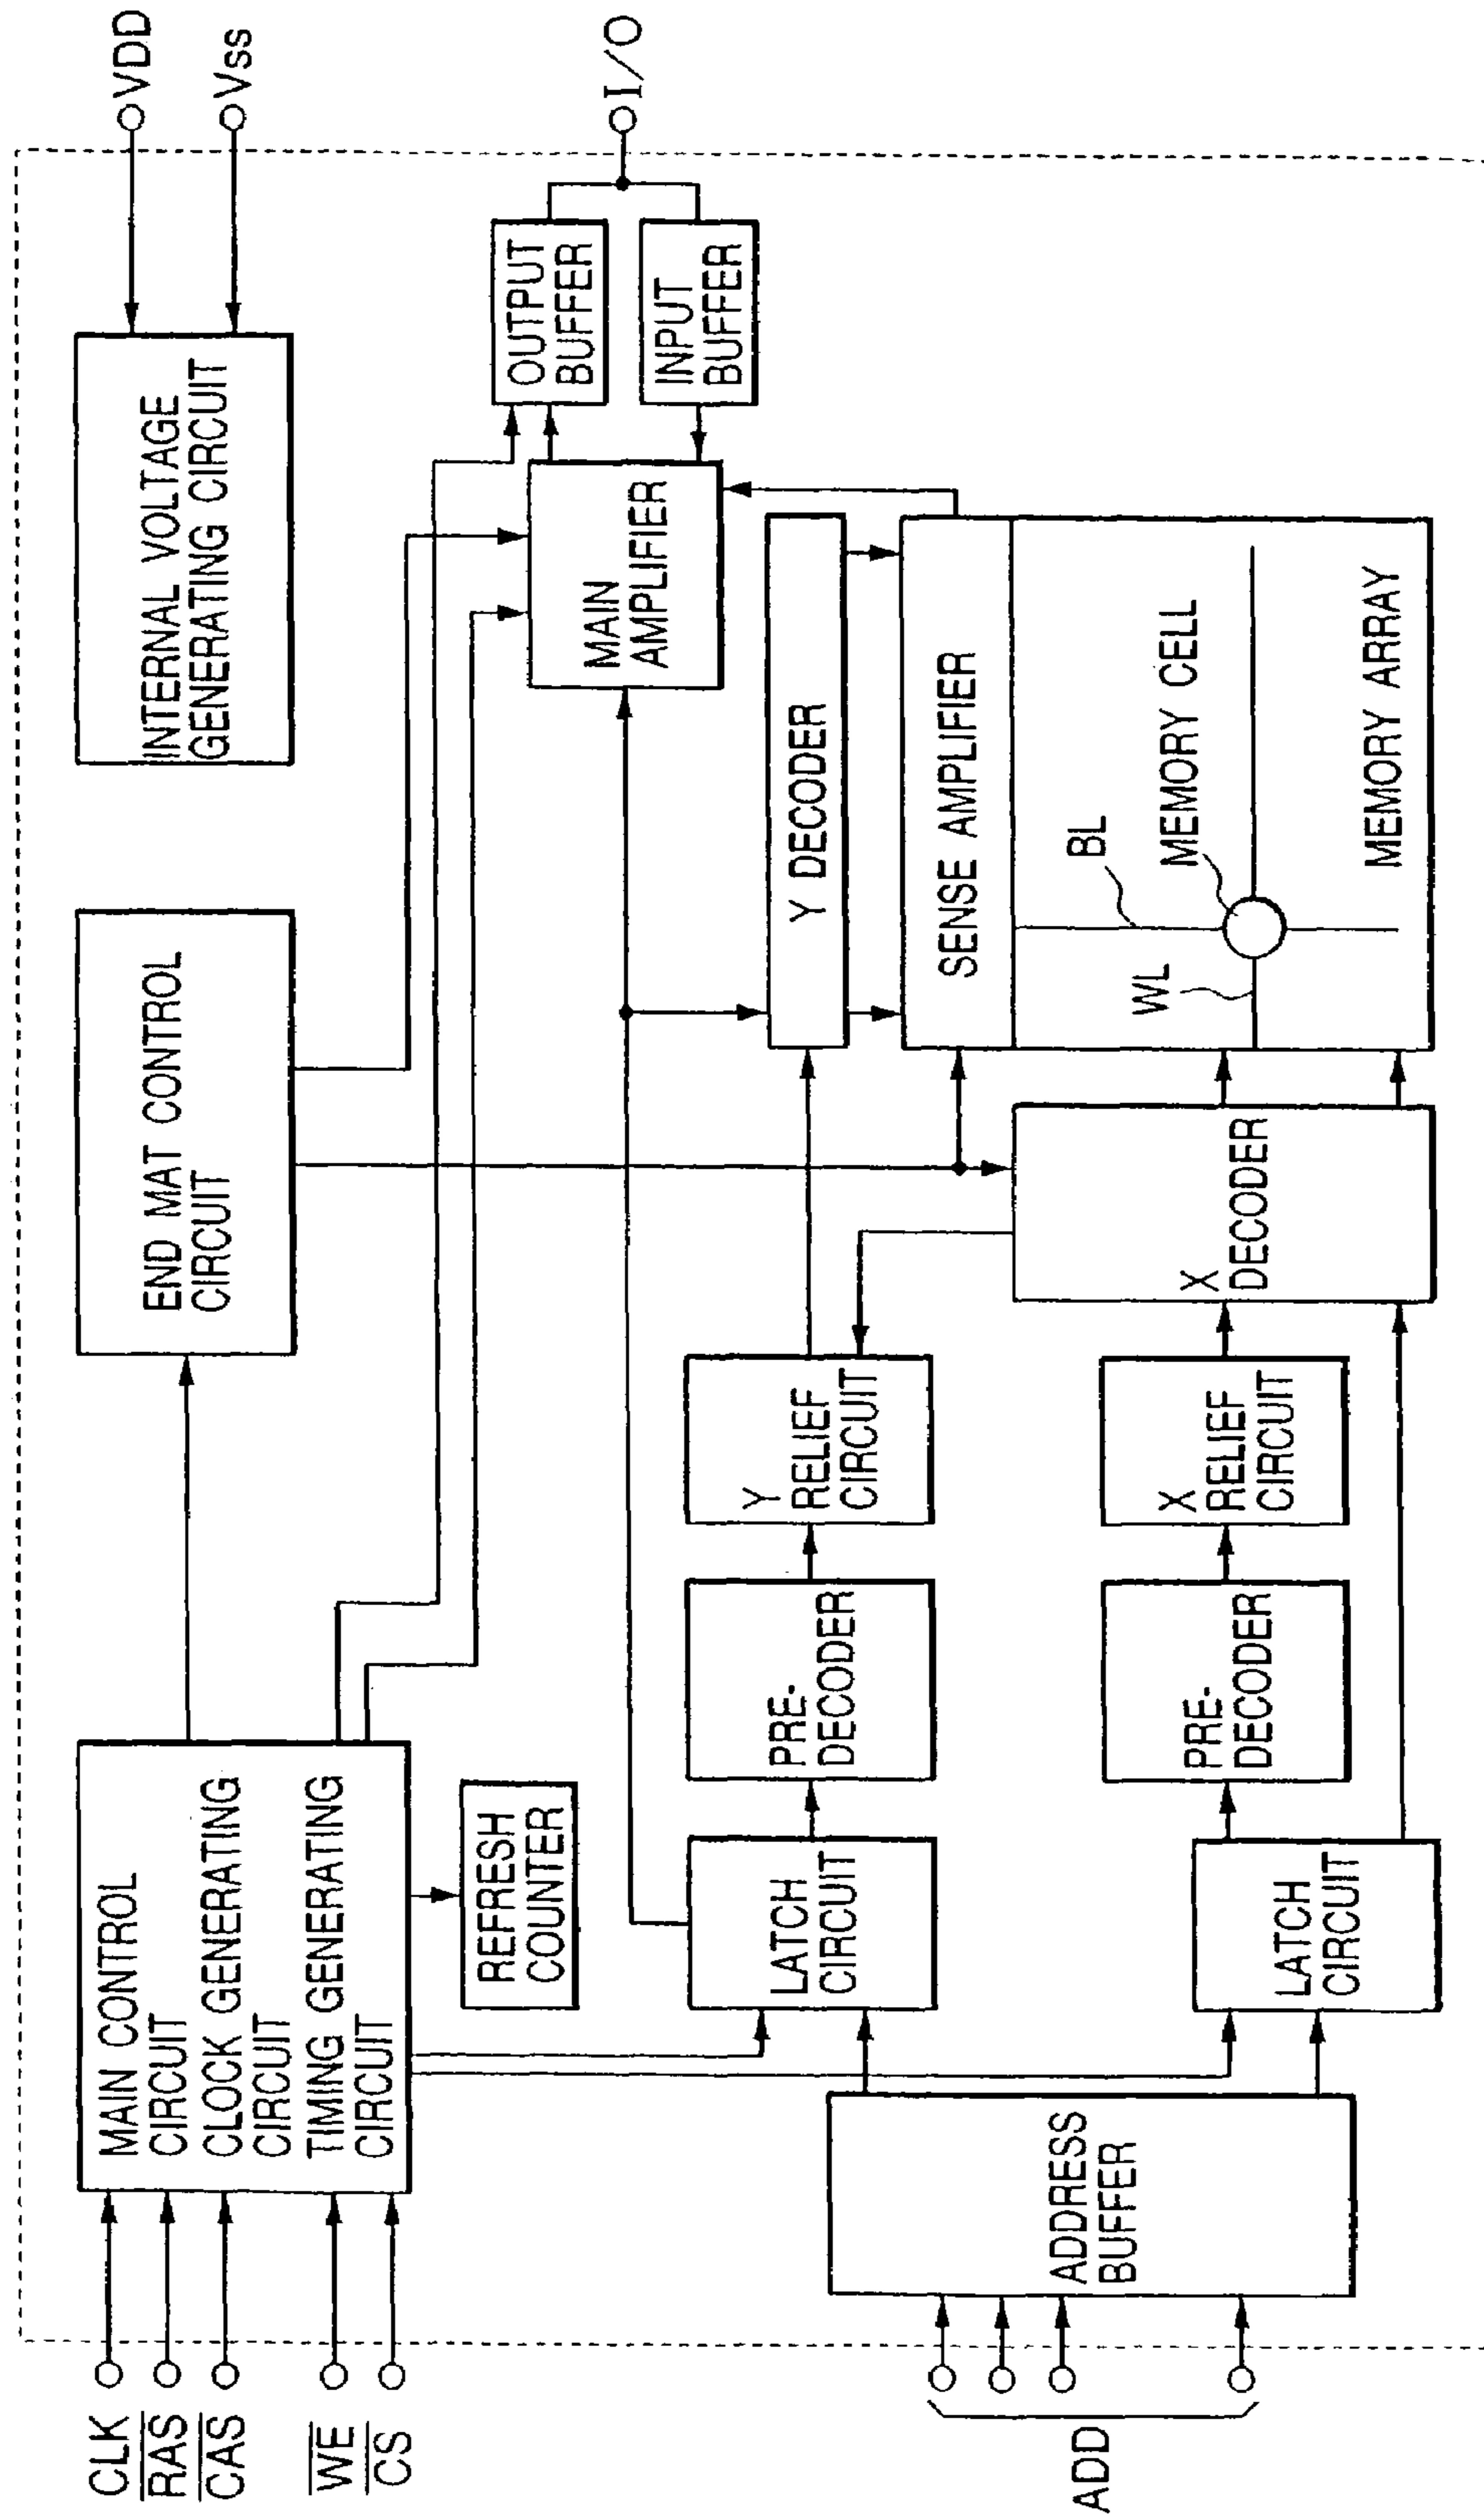 CLK
RAS
CAS
WE
CS
MAIN CONTROL
CIRCUIT
CLOCK GENERATING
CIRCUIT
TIMING GENERATING
CIRCUIT
END MAT CONTROL
CIRCUIT
INTERNAL VOLTAGE
GENERATING CIRCUIT
VDD
Vss
REFRESH
COUNTER
MAIN
AMPLIFIER
OUTPUT
BUFFER
INPUT
BUFFER
I/O
LATCH
CIRCUIT
PRE-
DECODER
Y
RELIEF
CIRCUIT
Y DECODER
SENSE AMPLIFIER
ADD
ADDRESS
BUFFER
LATCH
CIRCUIT
PRE-
DECODER
X
RELIEF
CIRCUIT
X
DECODER
WL
BL
MEMORY CELL
MEMORY ARRAY